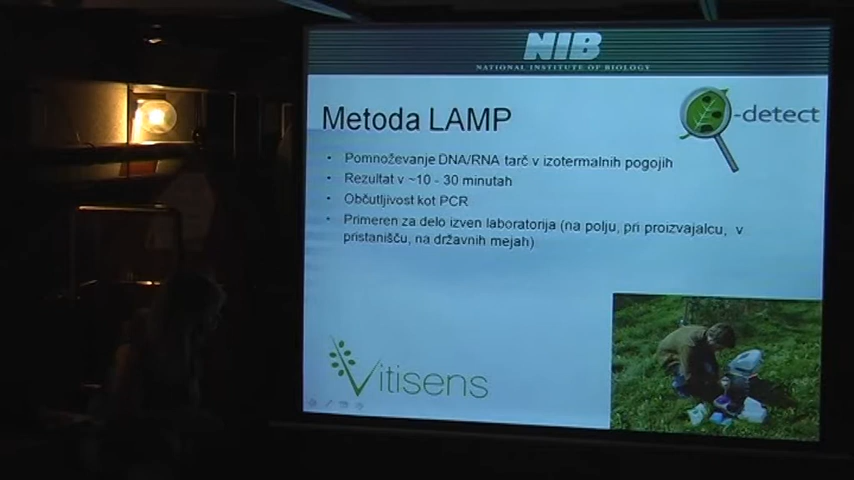 NIB
NATIONAL INSTITUTE OF BIOLOGY
Metoda LAMP
-detect
• Pomnoževanje DNA/RNA tarč v izotermalnih pogojih
• Rezultat v ~10 - 30 minutah
• Občutljivost kot PCR
• Primeren za delo izven laboratorija (na polju, pri proizvajalcu, v
pristanišču, na državnih mejah)
Vitisens